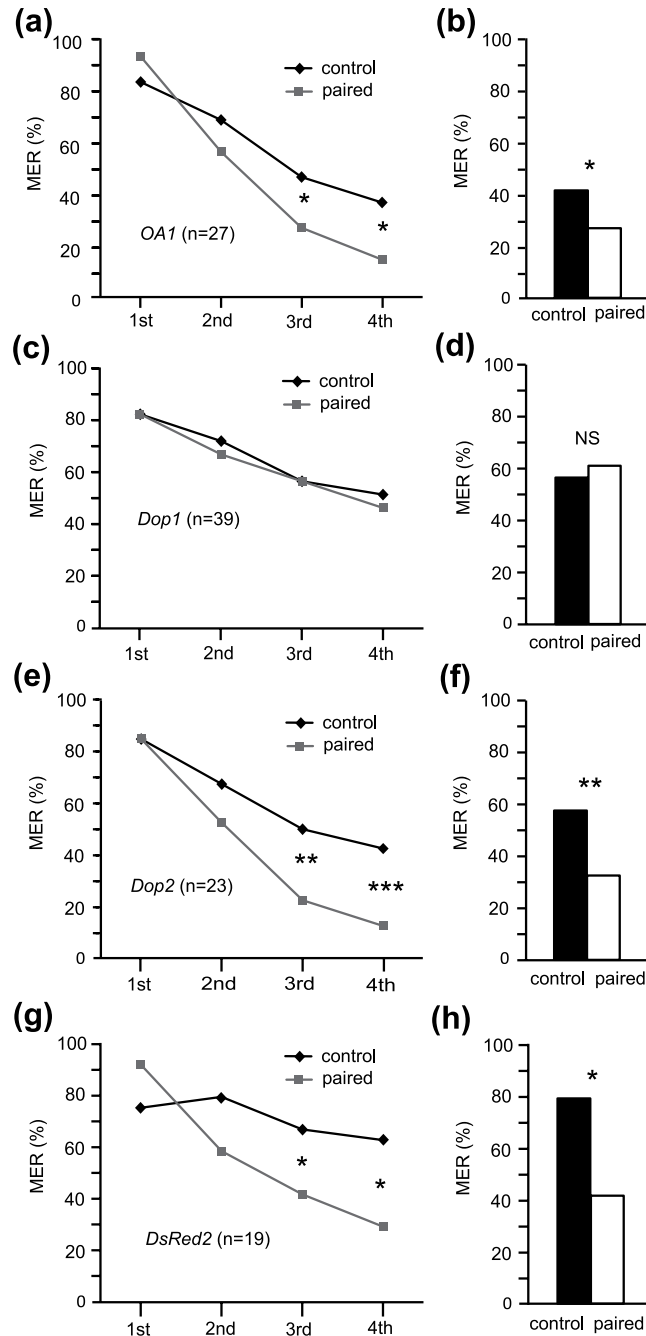 (a)
100
80
60
40
20
0
MER (%)
control
paired
*
*
OA1 (n=27)
1st 2nd 3rd 4th
(b)
100
80
60
40
20
0
MER (%)
*
control paired
(c)
100
80
60
40
20
0
MER (%)
control
paired
Dop1 (n=39)
1st 2nd 3rd 4th
(d)
100
80
60
40
20
0
MER (%)
NS
control paired
(e)
100
80
60
40
20
0
MER (%)
control
paired
**
***
Dop2 (n=23)
1st 2nd 3rd 4th
(f)
100
80
60
40
20
0
MER (%)
**
control paired
(g)
100
80
60
40
20
0
MER (%)
control
paired
*
*
DsRed2 (n=19)
1st 2nd 3rd 4th
(h)
100
80
60
40
20
0
MER (%)
*
control paired